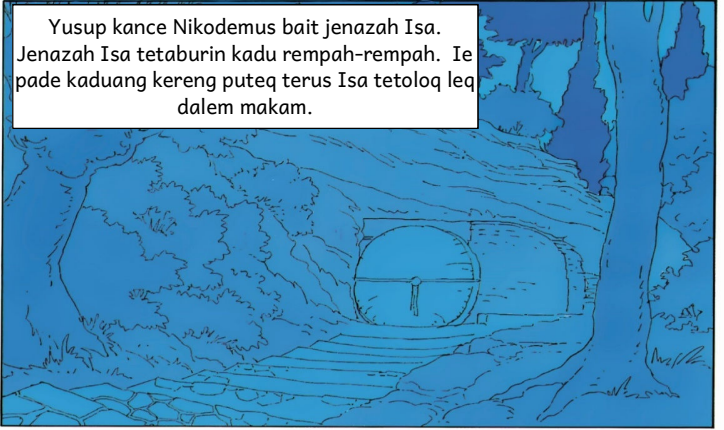 Yusup kance Nikodemus bait jenazah Isa.
Jenazah Isa tetaburin kadu rempah-rempah. Ie
pade kaduang kereng puteq terus Isa tetoloq leq
dalem makam.